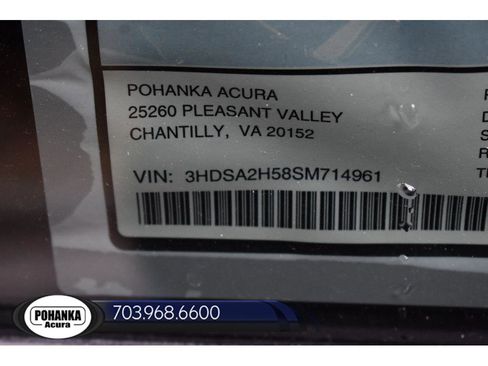 POHANKA ACURA
25260 PLEASANT VALLEY
CHANTILLY, VA 20152
VIN: 3HDSA2H58SM714961
POHANKA
Acura
703.968.6600